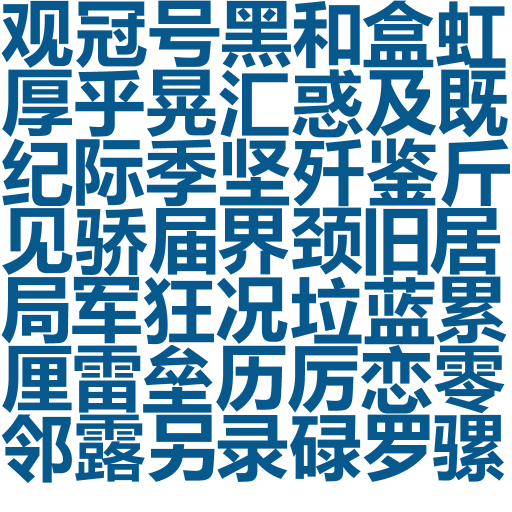 观冠号黑和盒虹
厚乎晃汇惑及既
纪际季坚歼鉴斤
见骄届界颈旧居
局军狂况垃蓝累
厘雷垒历厉恋零
邻露另录碌罗骡